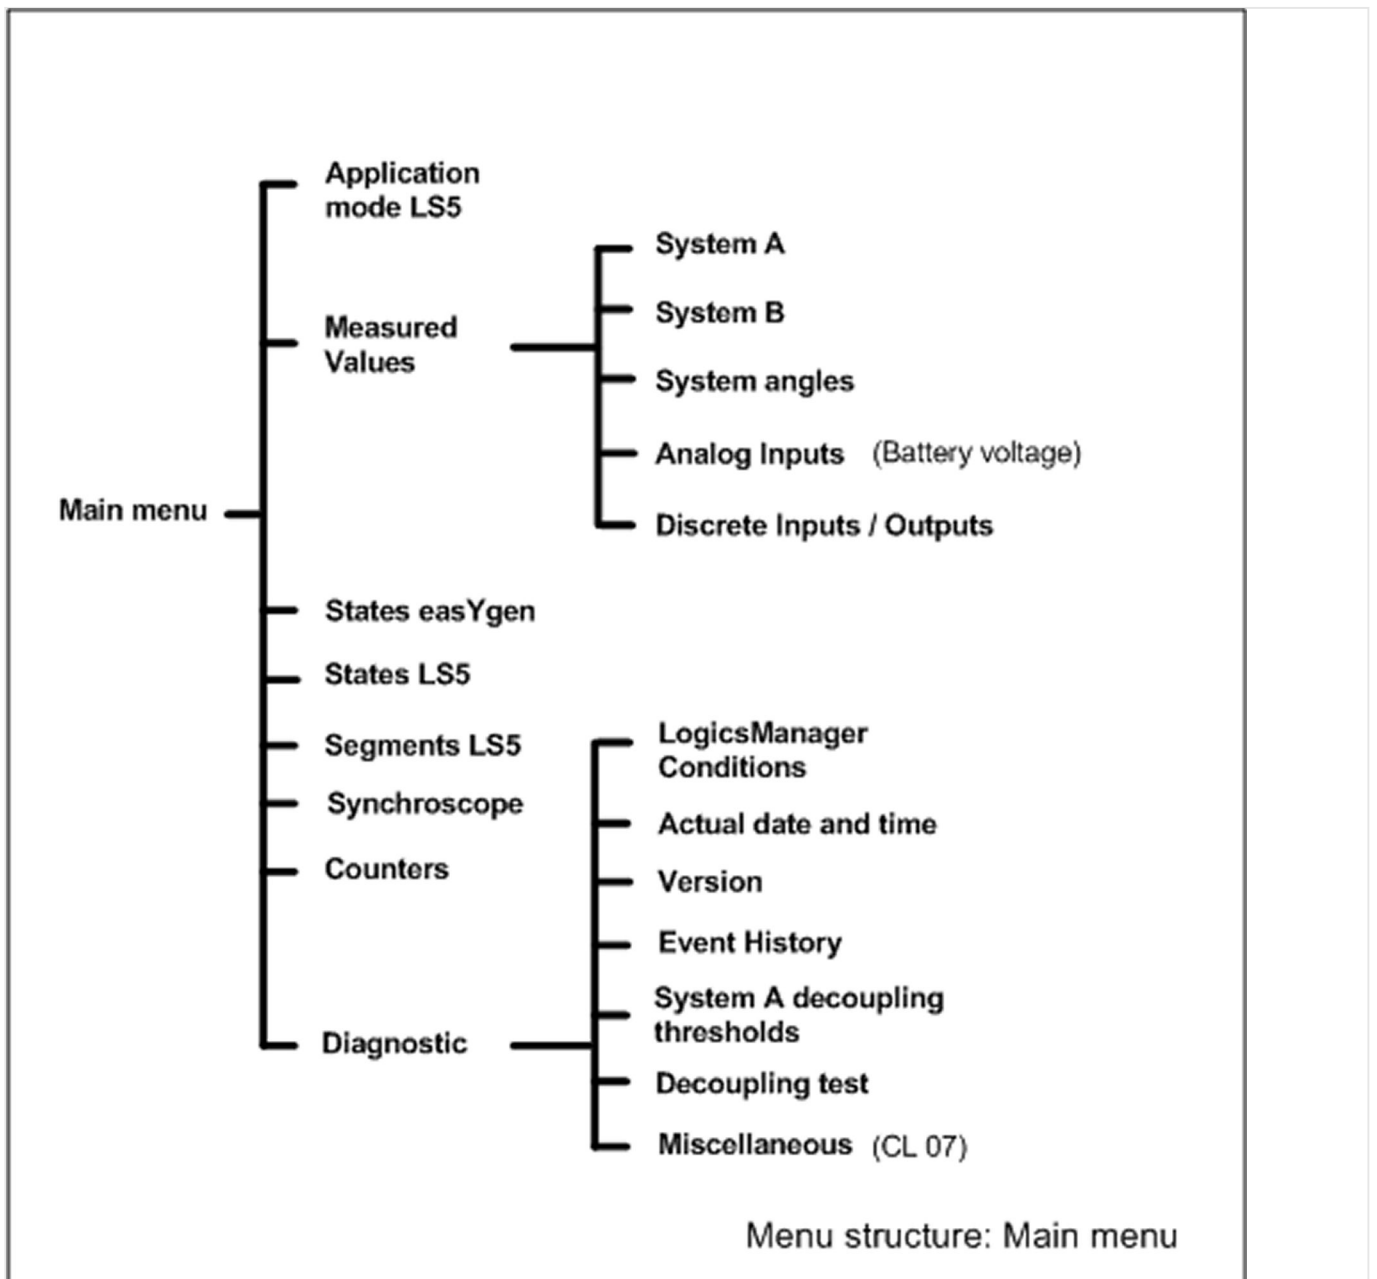 Application
mode LS5
Measured
Values
System A
System B
System angles
Analog Inputs (Battery voltage)
Discrete Inputs / Outputs
Main menu
States easYgen
States LS5
Segments LS5
Synchroscope
Counters
Diagnostic
LogicsManager
Conditions
Actual date and time
Version
Event History
System A decoupling
thresholds
Decoupling test
Miscellaneous (CL 07)
Menu structure: Main menu